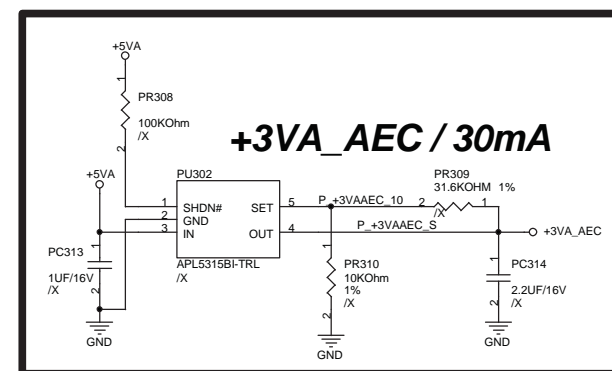 +5VA
1
PR308
100KOhm
/X
2
+3VA_AEC / 30mA
+5VA
PU302
1 SHDN# SET 5 P_+3VAAEC_10
2 GND
3 IN OUT 4 P_+3VAAEC_S
APL5315BI-TRL
/X
PR309
31.6KOHM 1%
2 1
/X
+3VA_AEC
PC313
1
1UF/16V
/X
2
GND
1
PR310
10KOhm
1%
/X
2
GND
1
PC314
2.2UF/16V
/X
2
GND